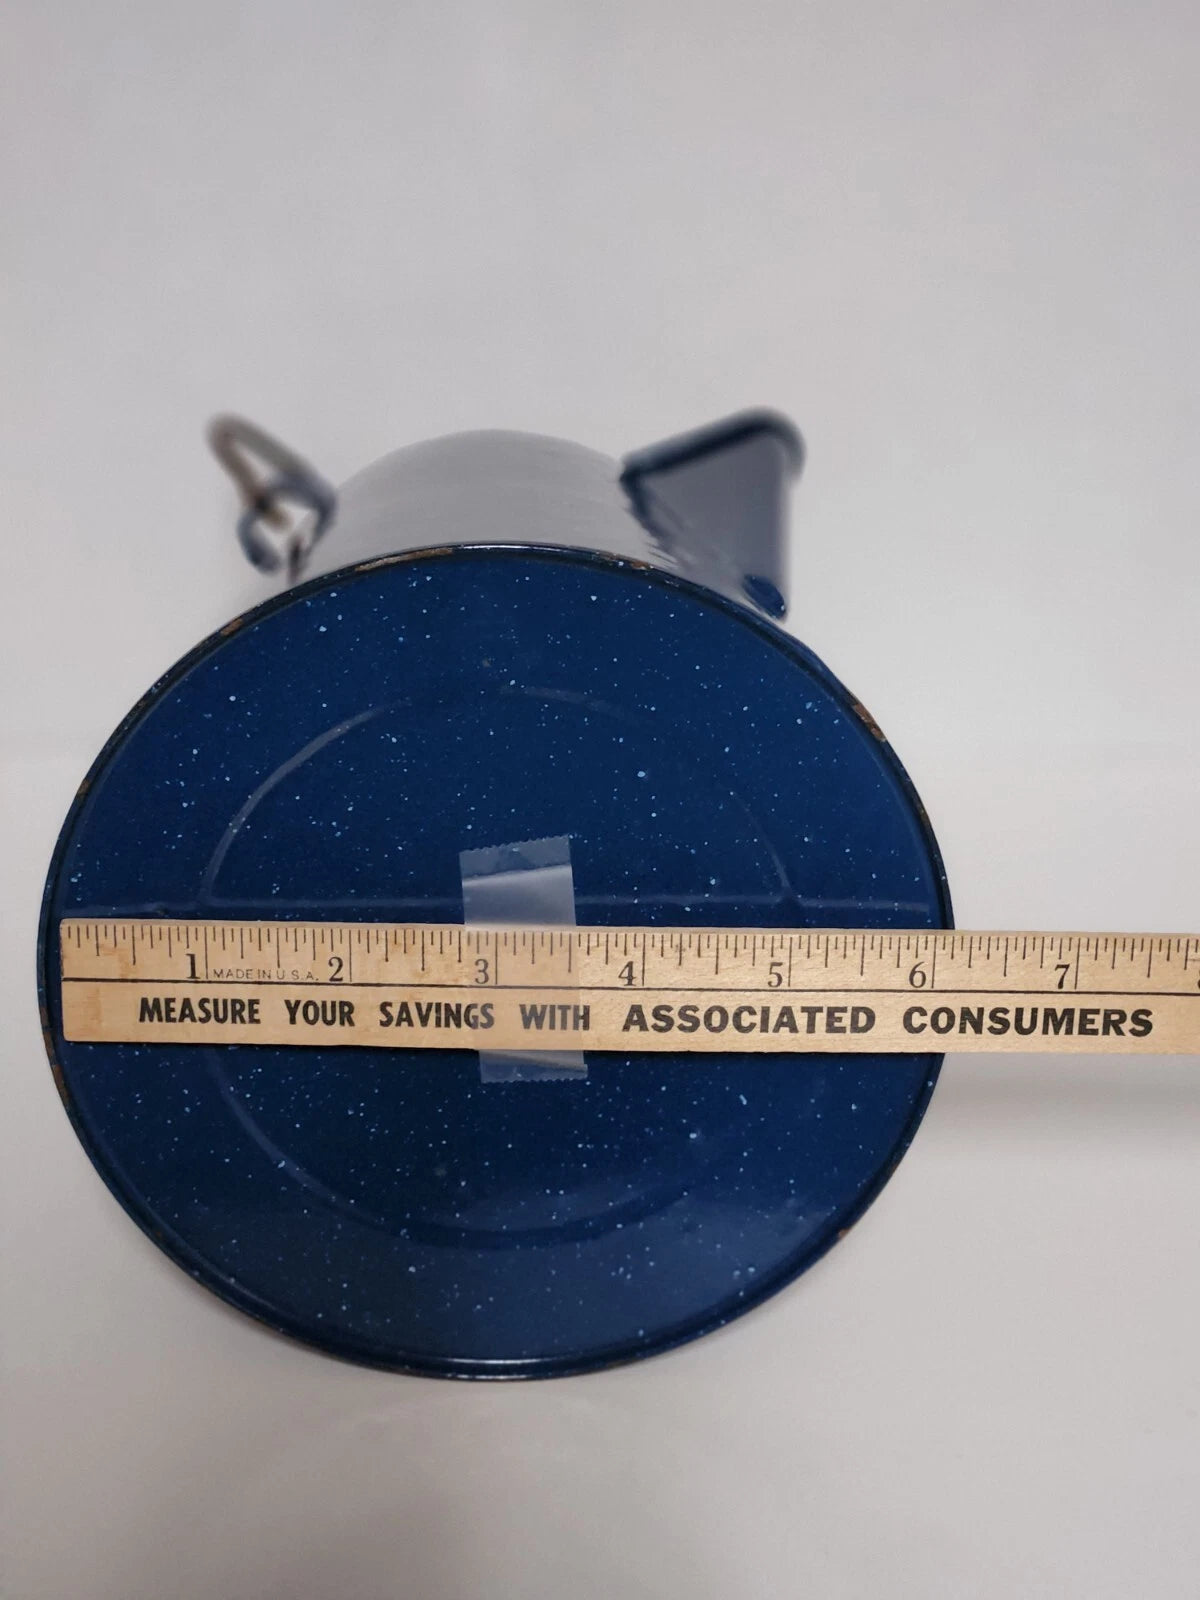 1 MADE IN U.S.A. 2 3 4 5 6 7
MEASURE YOUR SAVINGS WITH ASSOCIATED CONSUMERS